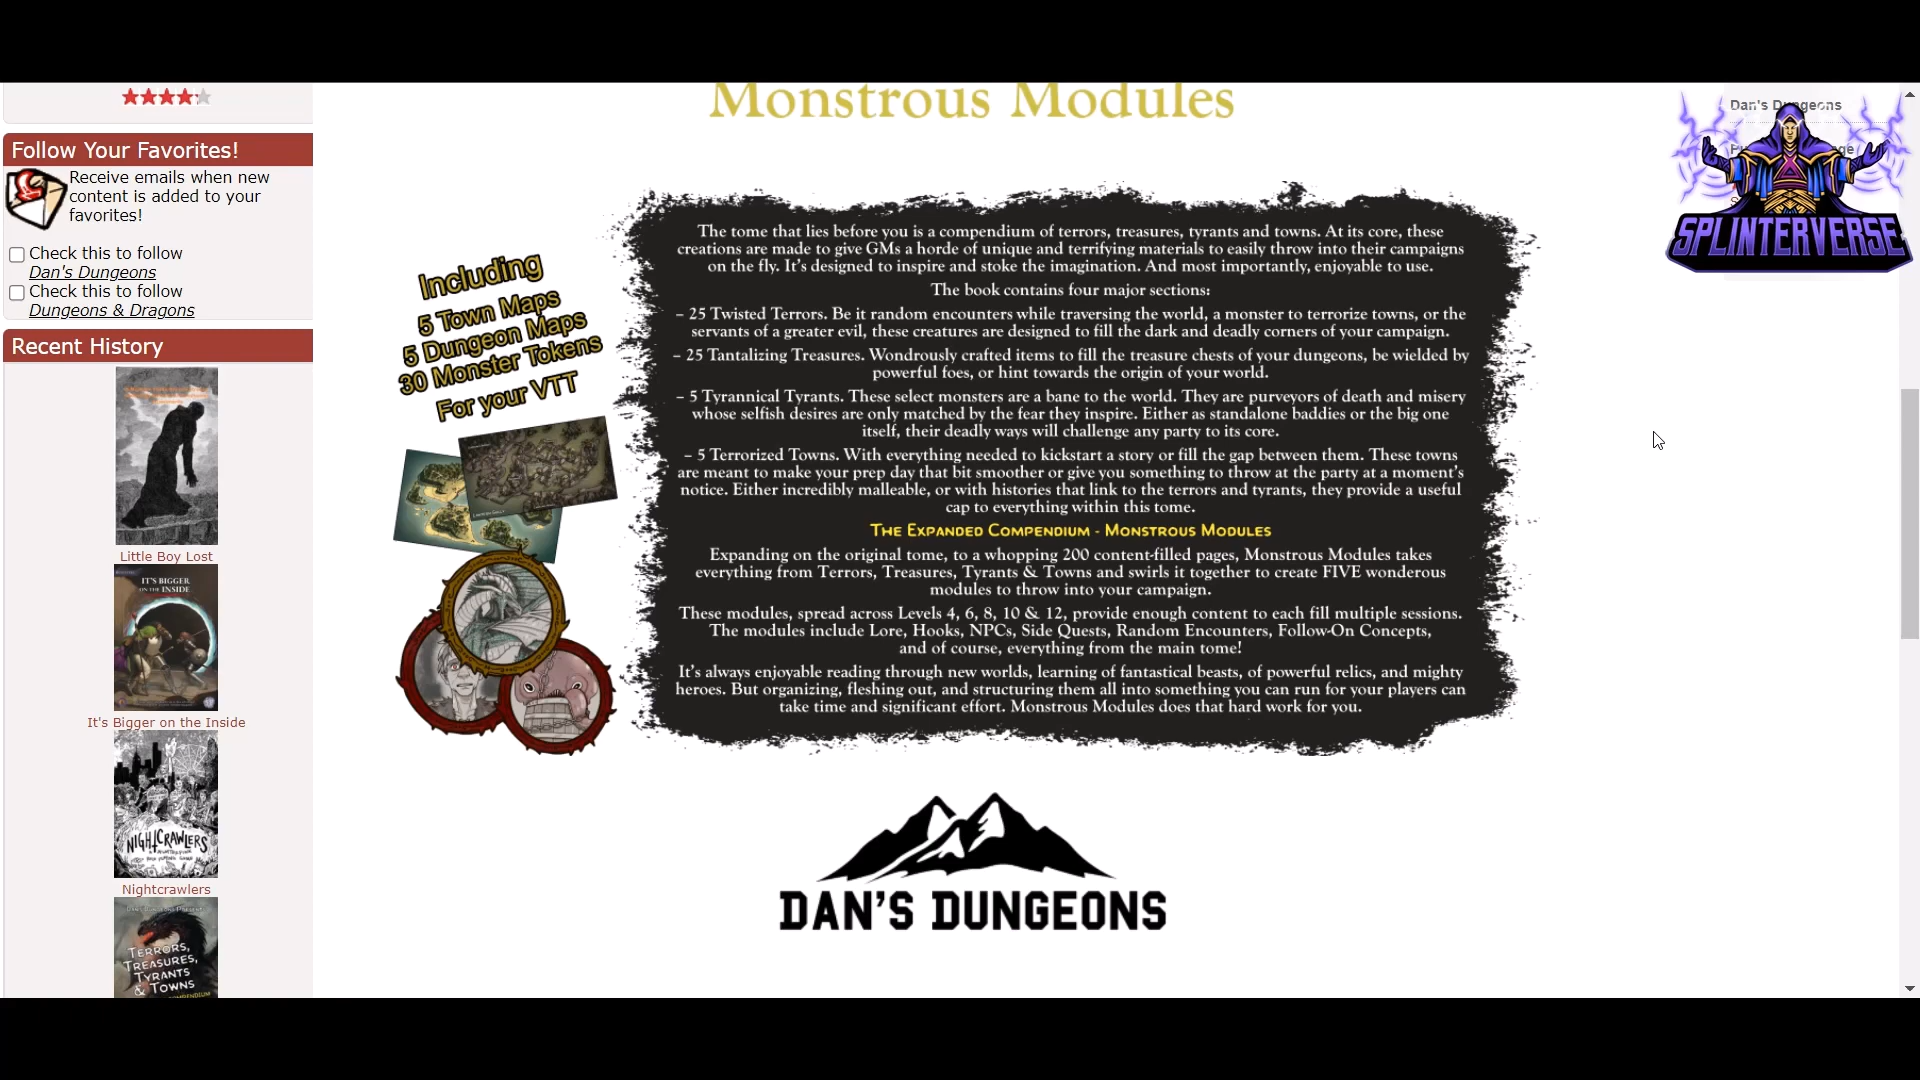 Monstrous Modules
Follow Your Favorites!
Receive emails when new
content is added to your
favorites!
Check this to follow
Dan's Dungeons
Check this to follow
Dungeons & Dragons
Recent History
Little Boy Lost
IT'S BIGGER
ON THE INSIDE
It's Bigger on the Inside
NIGHTCRAWLERS
Nightcrawlers
DAN'S DUNGEONS PRESENTS
TERRORS,
TREASURES,
TYRANTS
& TOWNS
Including
5 Town Maps
5 Dungeon Maps
30 Monster Tokens
For your VTT
The tome that lies before you is a compendium of terrors, treasures, tyrants and towns. At its core, these
creations are made to give GMs a horde of unique and terrifying materials to easily throw into their campaigns
on the fly. It's designed to inspire and stoke the imagination. And most importantly, enjoyable to use.
The book contains four major sections:
– 25 Twisted Terrors. Be it random encounters while traversing the world, a monster to terrorize towns, or the
servants of a greater evil, these creatures are designed to fill the dark and deadly corners of your campaign.
– 25 Tantalizing Treasures. Wondrously crafted items to fill the treasure chests of your dungeons, be wielded by
powerful foes, or hint towards the origin of your world.
– 5 Tyrannical Tyrants. These select monsters are a bane to the world. They are purveyors of death and misery
whose selfish desires are only matched by the fear they inspire. Either as standalone baddies or the big one
itself, their deadly ways will challenge any party to its core.
– 5 Terrorized Towns. With everything needed to kickstart a story or fill the gap between them. These towns
are meant to make your prep day that bit smoother or give you something to throw at the party at a moment's
notice. Either incredibly malleable, or with histories that link to the terrors and tyrants, they provide a useful
cap to everything within this tome.
The Expanded Compendium - Monstrous Modules
Expanding on the original tome, to a whopping 200 content-filled pages, Monstrous Modules takes
everything from Terrors, Treasures, Tyrants & Towns and swirls it together to create FIVE wonderous
modules to throw into your campaign.
These modules, spread across Levels 4, 6, 8, 10 & 12, provide enough content to each fill multiple sessions.
The modules include Lore, Hooks, NPCs, Side Quests, Random Encounters, Follow-On Concepts,
and of course, everything from the main tome!
It's always enjoyable reading through new worlds, learning of fantastical beasts, of powerful relics, and mighty
heroes. But organizing, fleshing out, and structuring them all into something you can run for your players can
take time and significant effort. Monstrous Modules does that hard work for you.
DAN'S DUNGEONS
Dan's Dungeons
SPLINTERVERSE